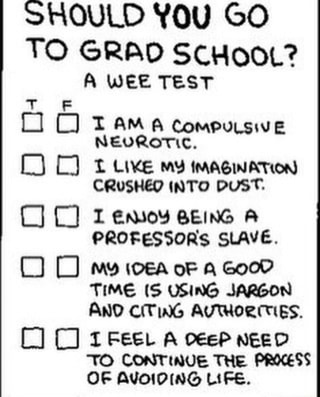 SHOULD YOU GO
TO GRAD SCHOOL?
A WEE TEST
T F
I AM A COMPULSIVE
NEUROTIC.
I LIKE MY IMAGINATION
CRUSHED INTO DUST.
I ENJOY BEING A
PROFESSOR'S SLAVE.
MY IDEA OF A GOOD
TIME IS USING JARGON
AND CITING AUTHORITIES.
I FEEL A DEEP NEED
TO CONTINUE THE PROCESS
OF AVOIDING LIFE.